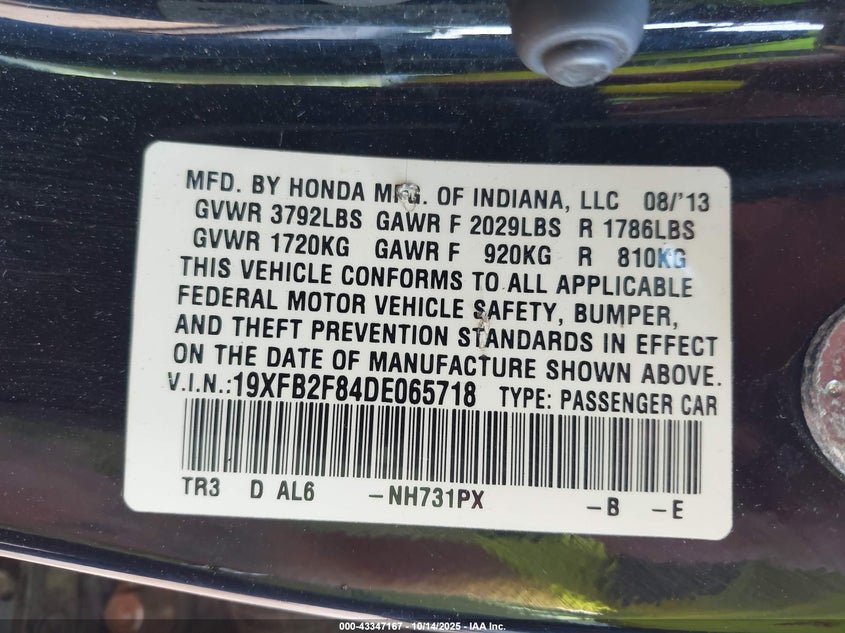 MFD. BY HONDA MFG. OF INDIANA, LLC 08/'13
GVWR 3792LBS GAWR F 2029LBS R 1786LBS
GVWR 1720KG GAWR F 920KG R 810KG
THIS VEHICLE CONFORMS TO ALL APPLICABLE
FEDERAL MOTOR VEHICLE SAFETY, BUMPER,
AND THEFT PREVENTION STANDARDS IN EFFECT
ON THE DATE OF MANUFACTURE SHOWN ABOVE.
V.I.N.:19XFB2F84DE065718 TYPE: PASSENGER CAR
TR3 D AL6 –NH731PX –B –E
000-43347167 - 10/14/2025 - IAA Inc.